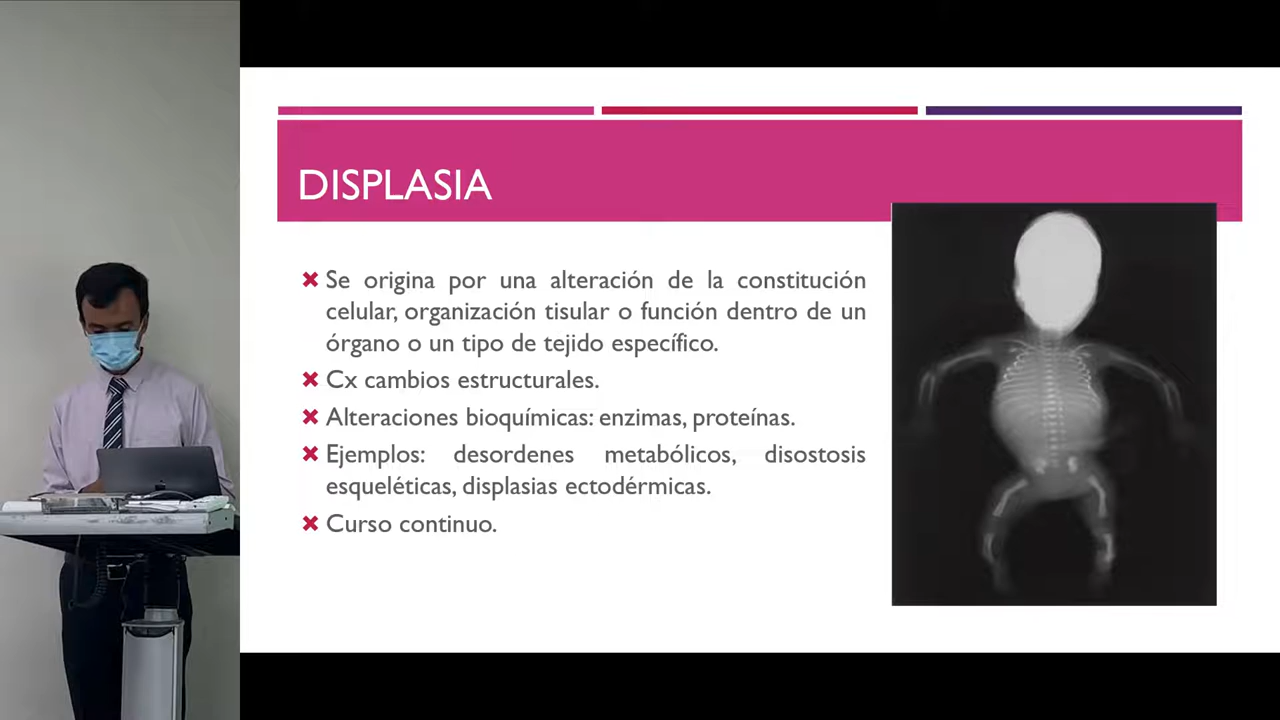 DISPLASIA
Se origina por una alteración de la constitución
celular, organización tisular o función dentro de un
órgano o un tipo de tejido específico.
Cx cambios estructurales.
Alteraciones bioquímicas: enzimas, proteínas.
Ejemplos: desordenes metabólicos, disostosis
esqueléticas, displasias ectodérmicas.
Curso continuo.